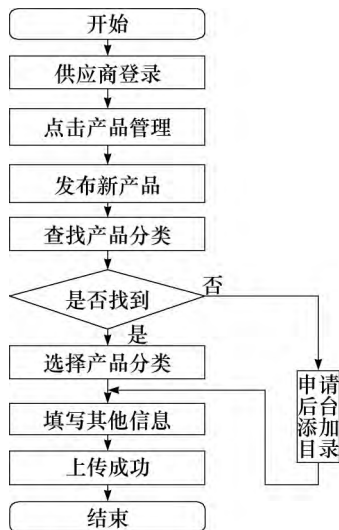 开始
供应商登录
点击产品管理
发布新产品
查找产品分类
是否找到
否
是
选择产品分类
申请
后台
添加
目录
填写其他信息
上传成功
结束